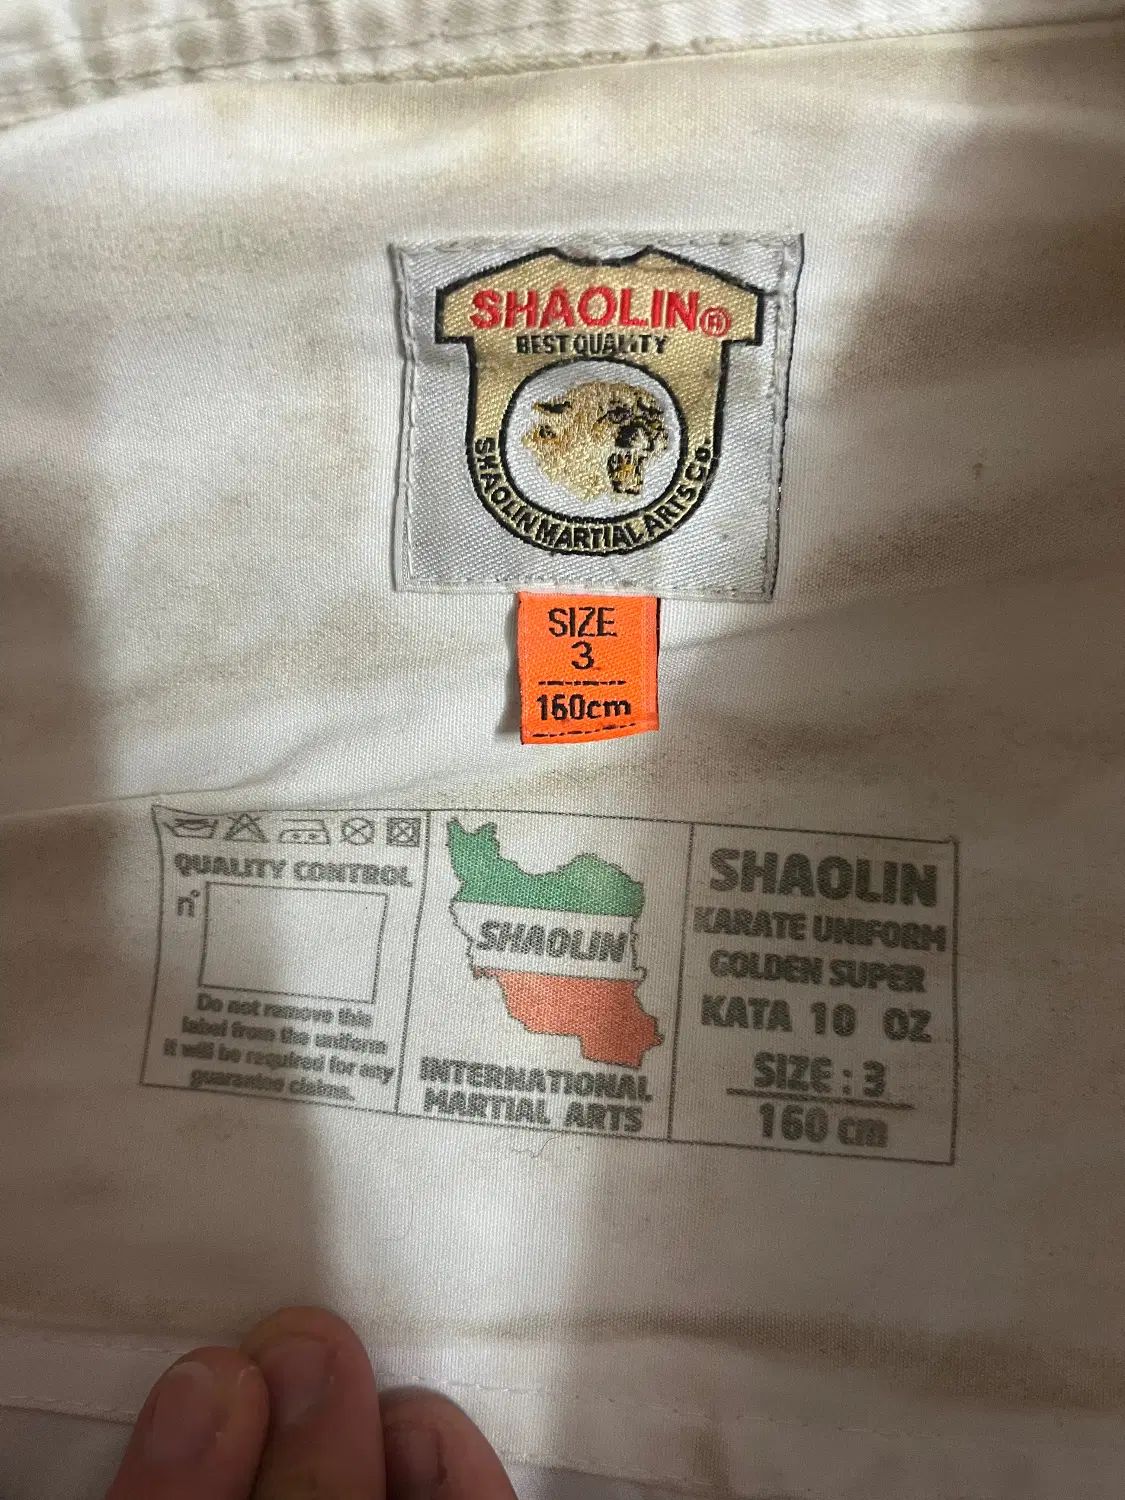 SHAOLIN®
BEST QUALITY
SHAOLIN MARTIAL ARTS Co.
SIZE
3
160cm
QUALITY CONTROL
n°
Do not remove this
label from the uniform
it will be required for any
guarantee claims.
SHAOLIN
INTERNATIONAL
MARTIAL ARTS
SHAOLIN
KARATE UNIFORM
GOLDEN SUPER
KATA 10 OZ
SIZE : 3
160 cm